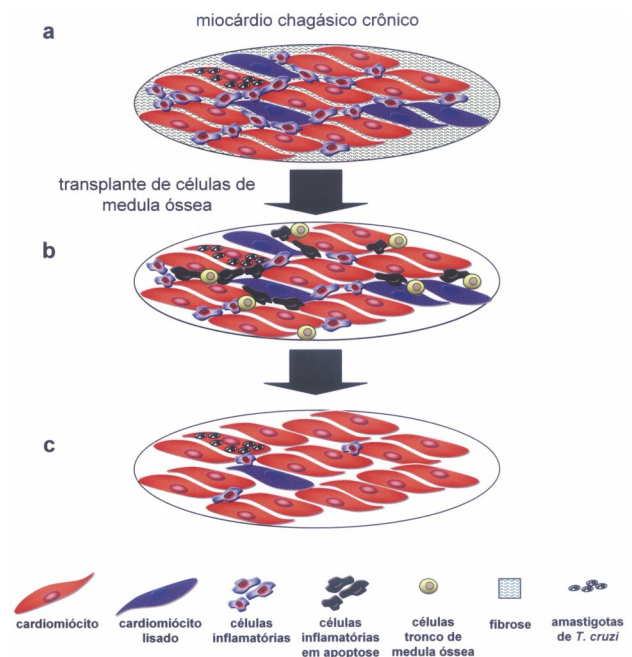 miocárdio chagásico crônico
a
transplante de células de
medula óssea
b
c
cardiomiócito
cardiomiócito
lisado
células
inflamatórias
células
inflamatórias
em apoptose
células
tronco de
medula óssea
fibrose
amastigotas
de T. cruzi